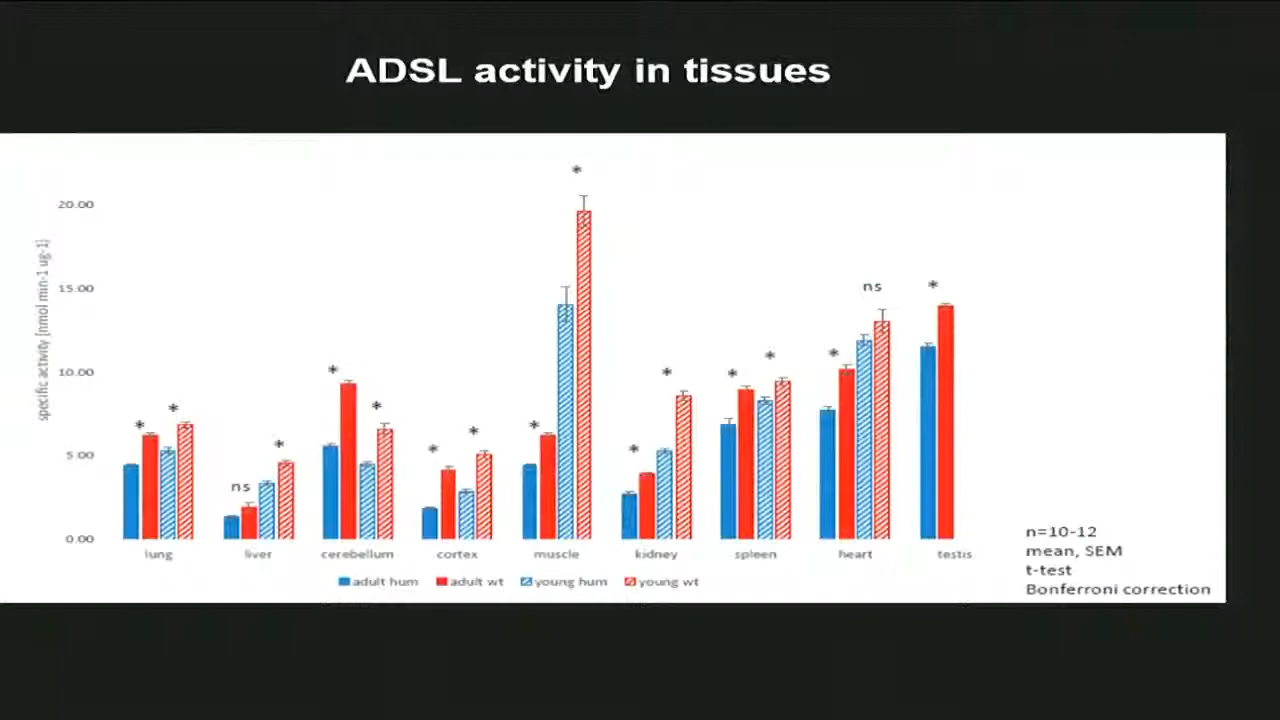 ADSL activity in tissues
*
20.00
specific activity [nmol min-1 ug-1]
15.00
ns
*
*
*
*
10.00
*
*
*
*
*
*
*
*
*
*
5.00
*
ns
0.00
lung liver cerebellum cortex muscle kidney spleen heart testis
adult hum adult wt young hum young wt
n=10-12
mean, SEM
t-test
Bonferroni correction